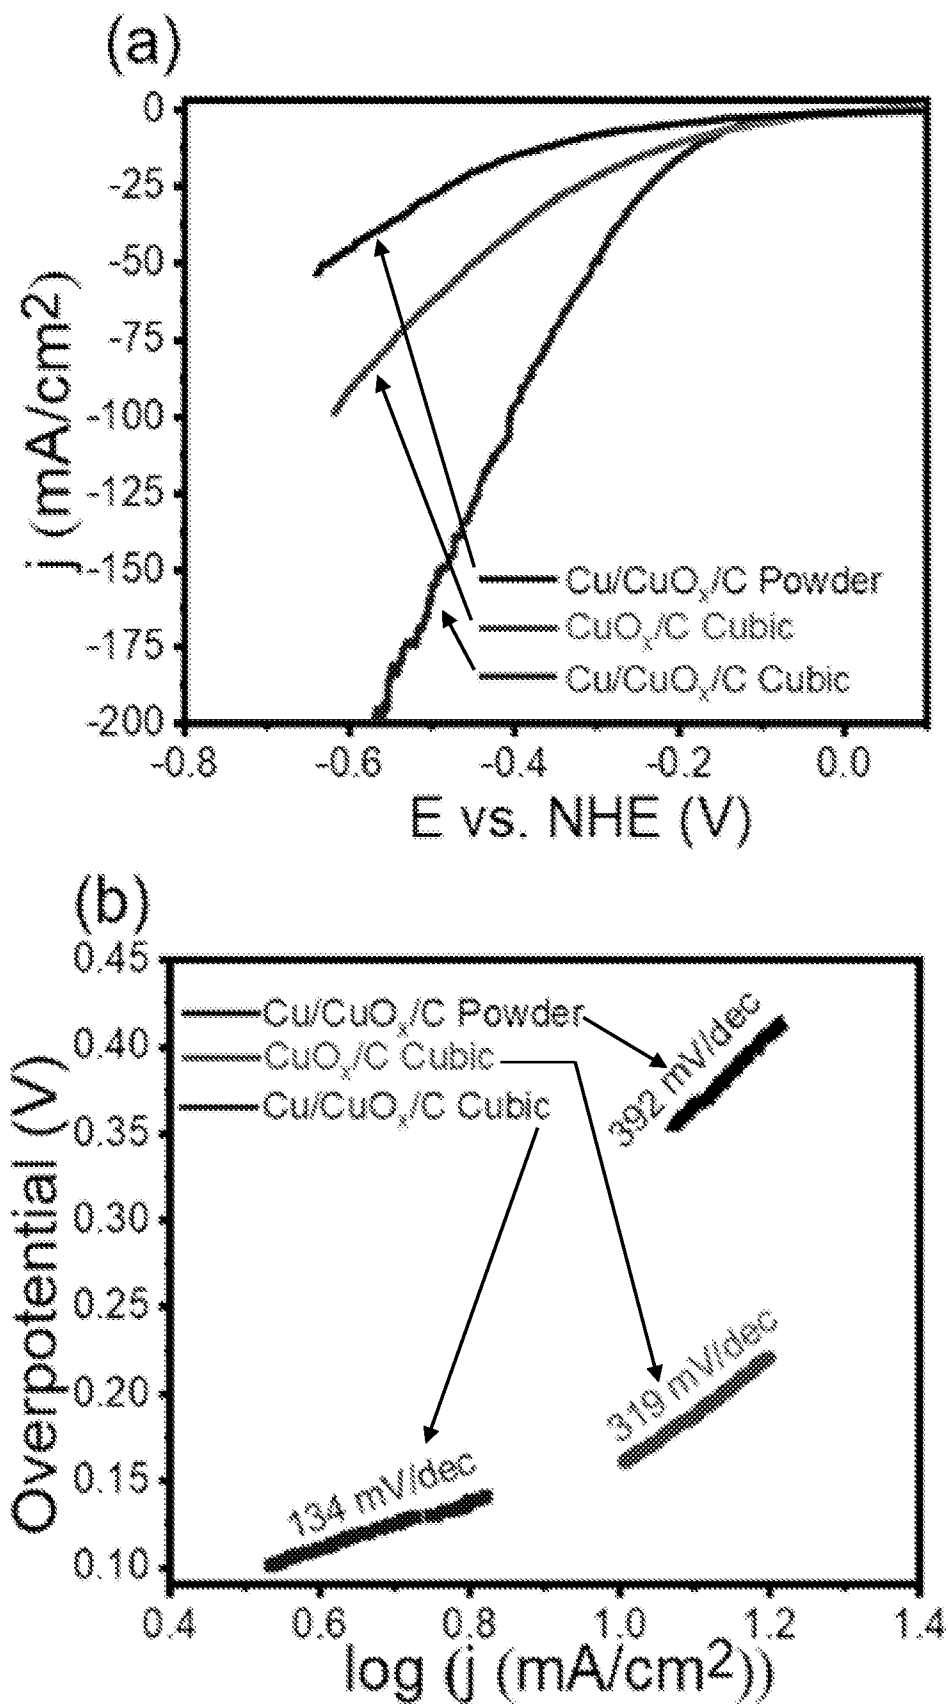 (a)
0
-25
-50
-75
-100
-125
-150
-175
-200
j (mA/cm2)
Cu/CuOₓ/C Powder
CuOₓ/C Cubic
Cu/CuOₓ/C Cubic
-0.8 -0.6 -0.4 -0.2 0.0
E vs. NHE (V)
(b)
0.45
0.40
0.35
0.30
0.25
0.20
0.15
0.10
Overpotential (V)
Cu/CuOₓ/C Powder
CuOₓ/C Cubic
Cu/CuOₓ/C Cubic
392 mV/dec
319 mV/dec
134 mV/dec
0.4 0.6 0.8 1.0 1.2 1.4
log (j (mA/cm2))